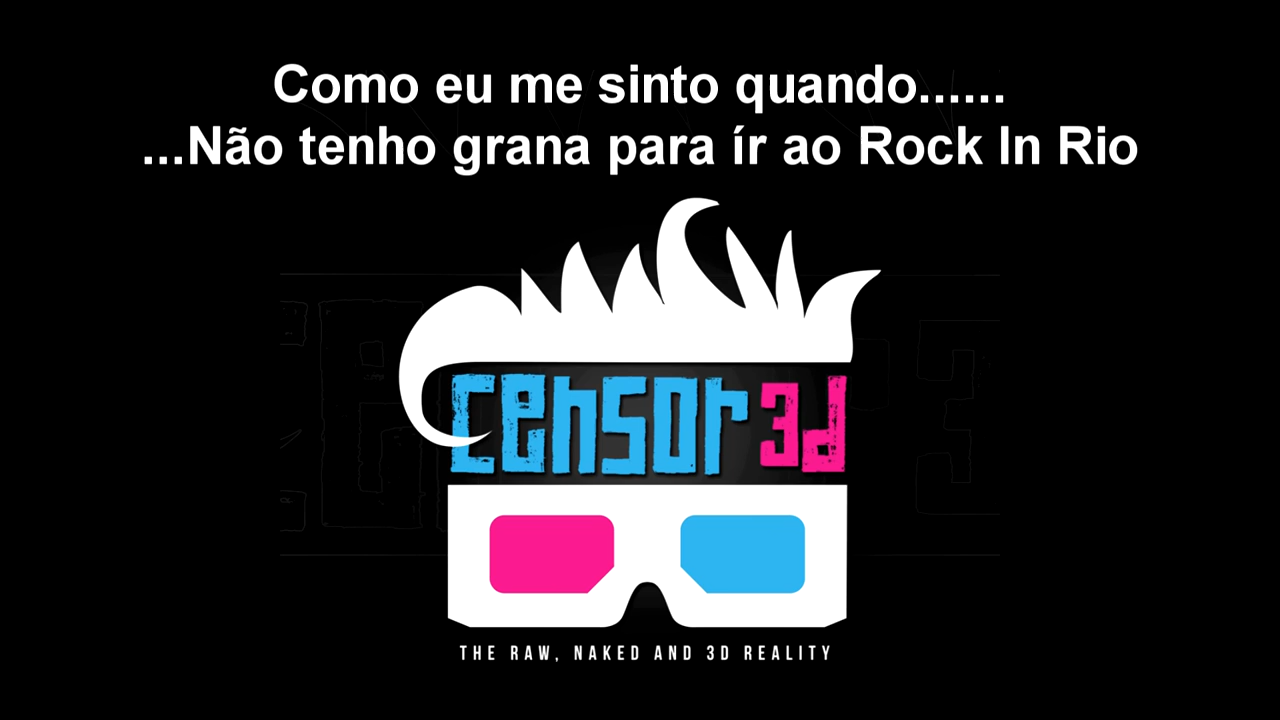 Como eu me sinto quando......
...Não tenho grana para ír ao Rock In Rio
censor 3d
THE RAW, NAKED AND 3D REALITY